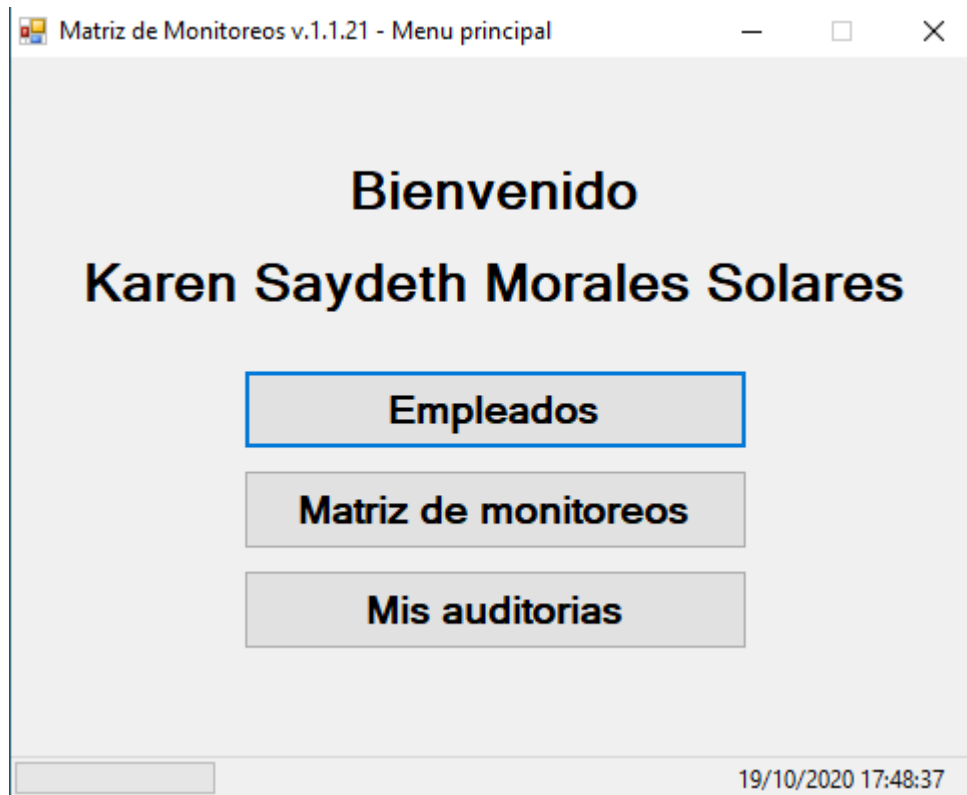 Matriz de Monitoreos v.1.1.21 - Menu principal
Bienvenido
Karen Saydeth Morales Solares
Empleados
Matriz de monitoreos
Mis auditorias
19/10/2020 17:48:37